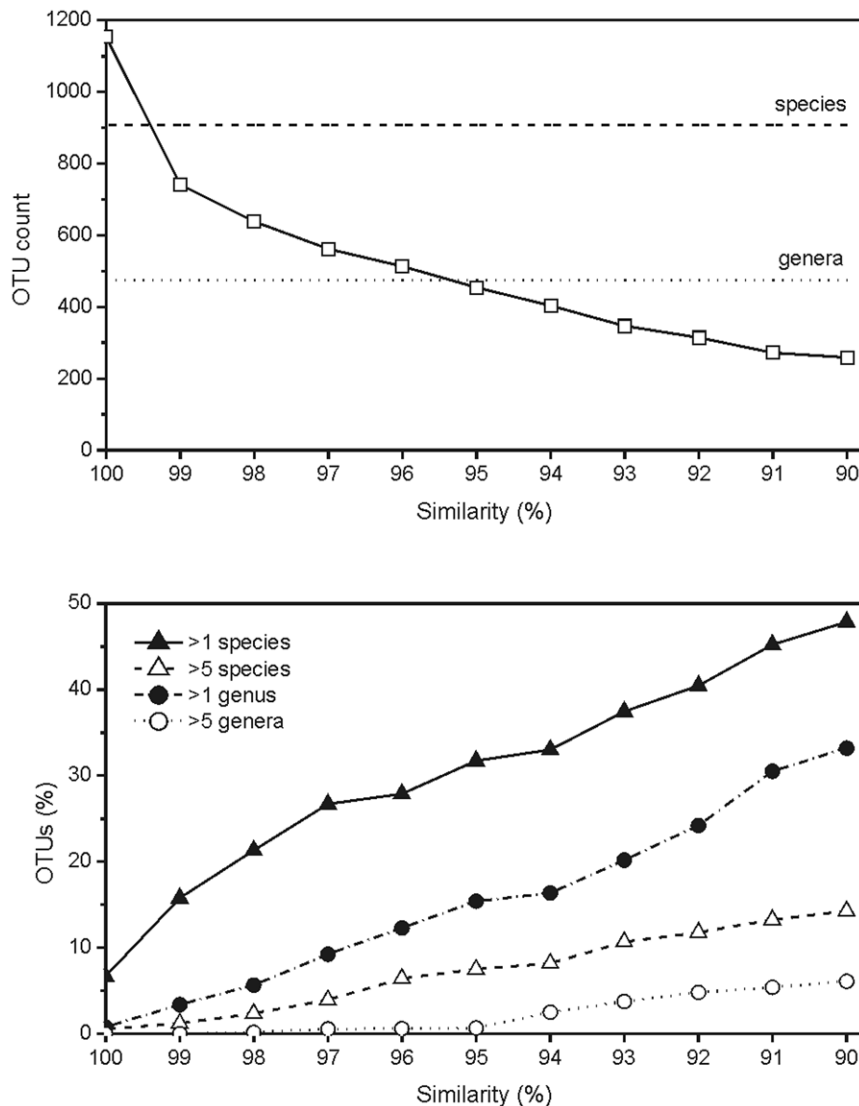 1200
1000
800
600
400
200
0
OTU count
species
genera
100 99 98 97 96 95 94 93 92 91 90
Similarity (%)
50
40
30
20
10
0
OTUs (%)
>1 species
>5 species
>1 genus
>5 genera
100 99 98 97 96 95 94 93 92 91 90
Similarity (%)